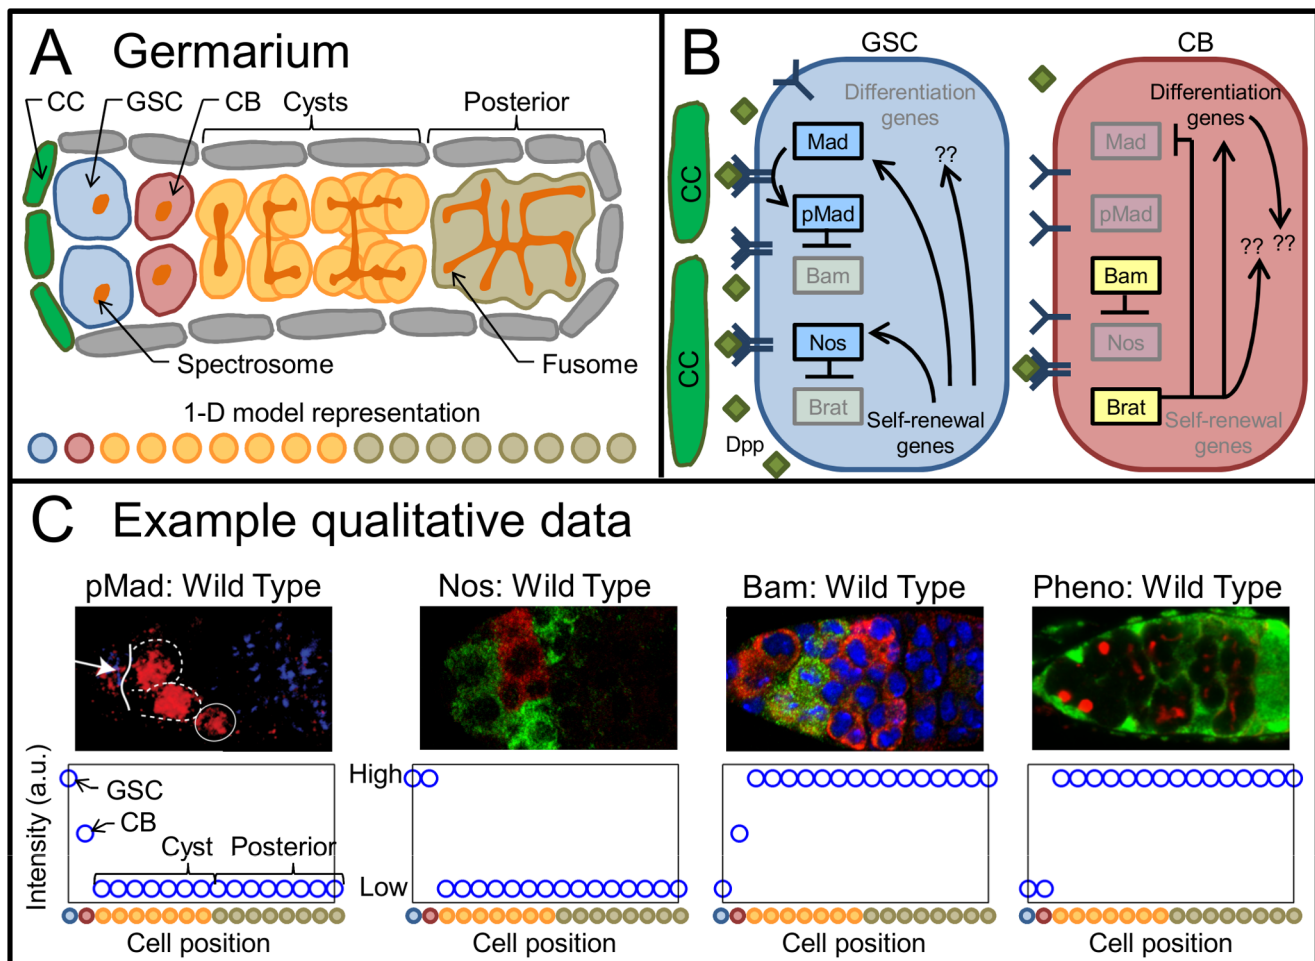 A Germarium
CC
GSC
CB
Cysts
Posterior
Spectrosome
Fusome
1-D model representation
B
GSC
CB
CC
CC
Dpp
Differentiation
genes
Mad
??
pMad
Bam
Nos
Brat
Self-renewal
genes
Differentiation
genes
Mad
pMad
?? ??
Bam
Nos
Brat
Self-renewal
genes
C Example qualitative data
pMad: Wild Type
Nos: Wild Type
Bam: Wild Type
Pheno: Wild Type
Intensity (a.u.)
GSC
CB
Cyst
Posterior
High
Low
Cell position
Cell position
Cell position
Cell position